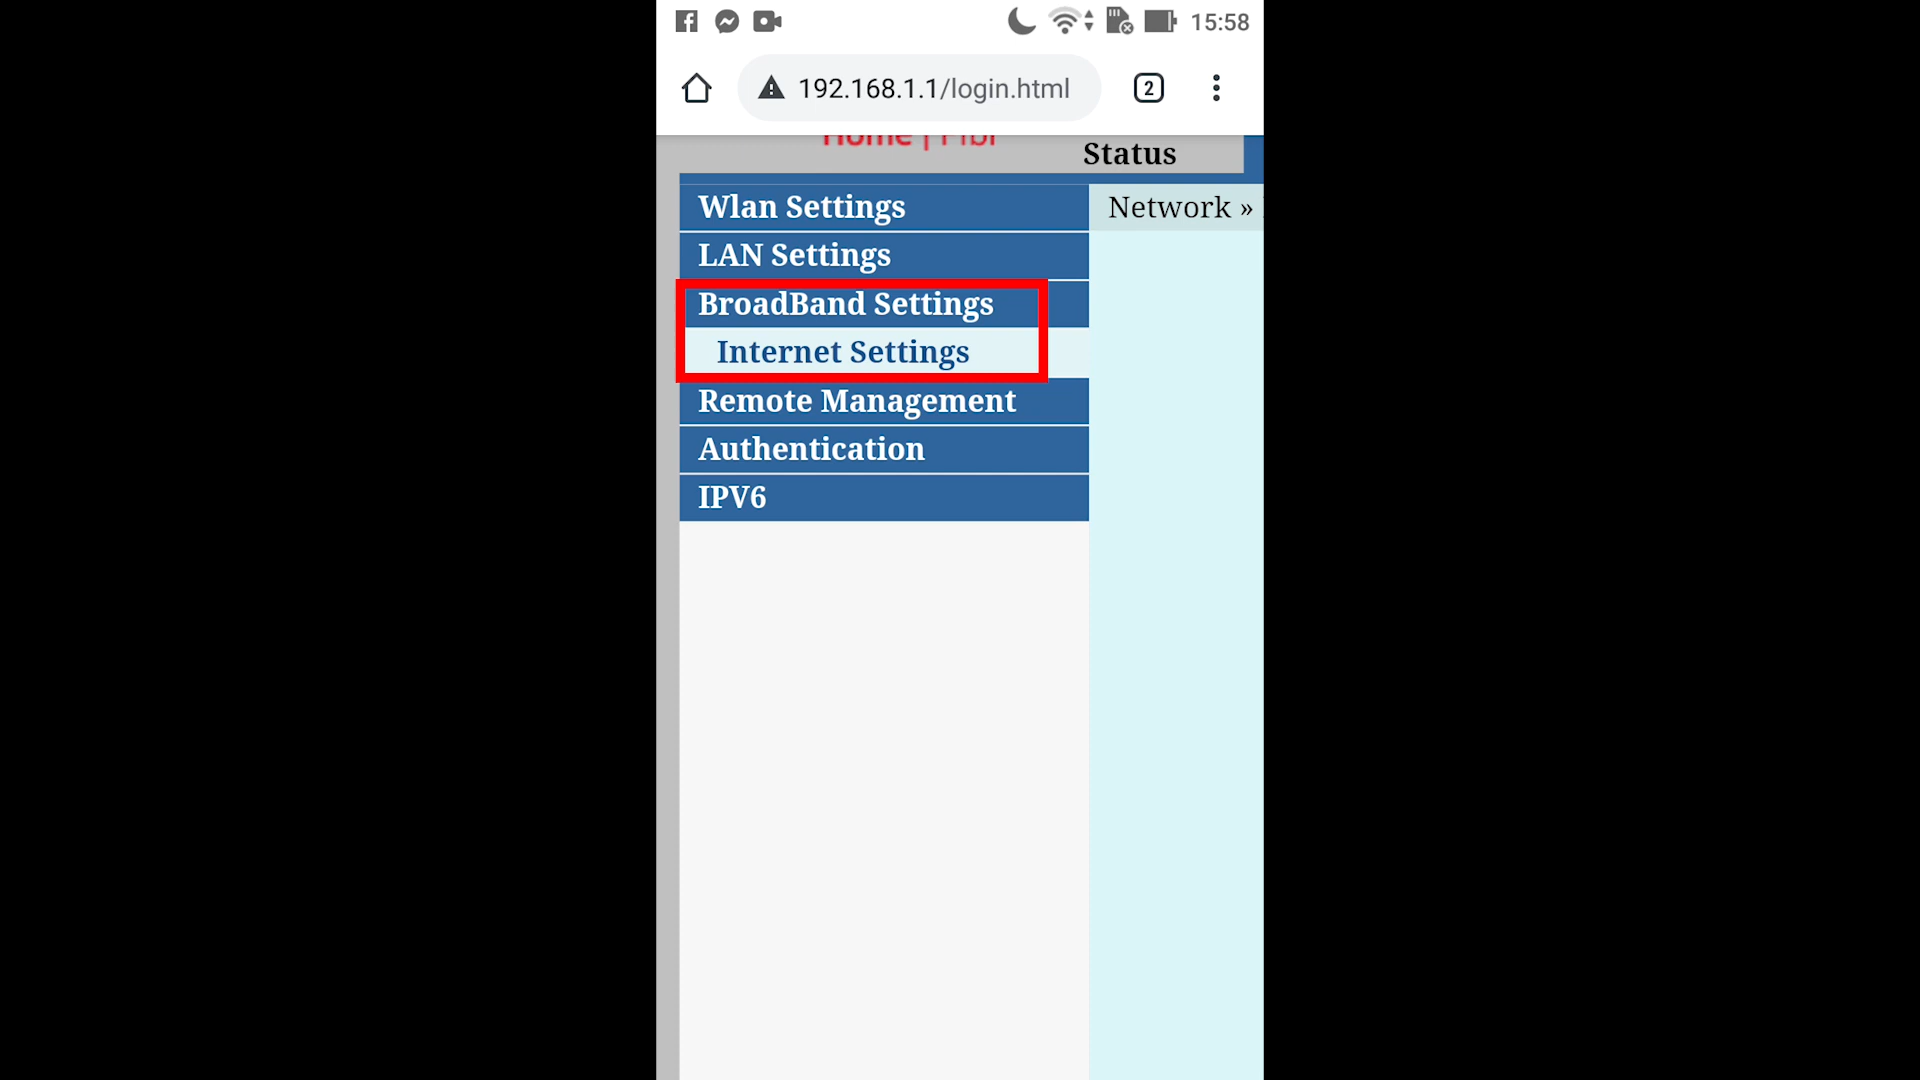 15:58
192.168.1.1/login.html
2
Home |
Status
Wlan Settings
Network »
LAN Settings
BroadBand Settings
Internet Settings
Remote Management
Authentication
IPV6